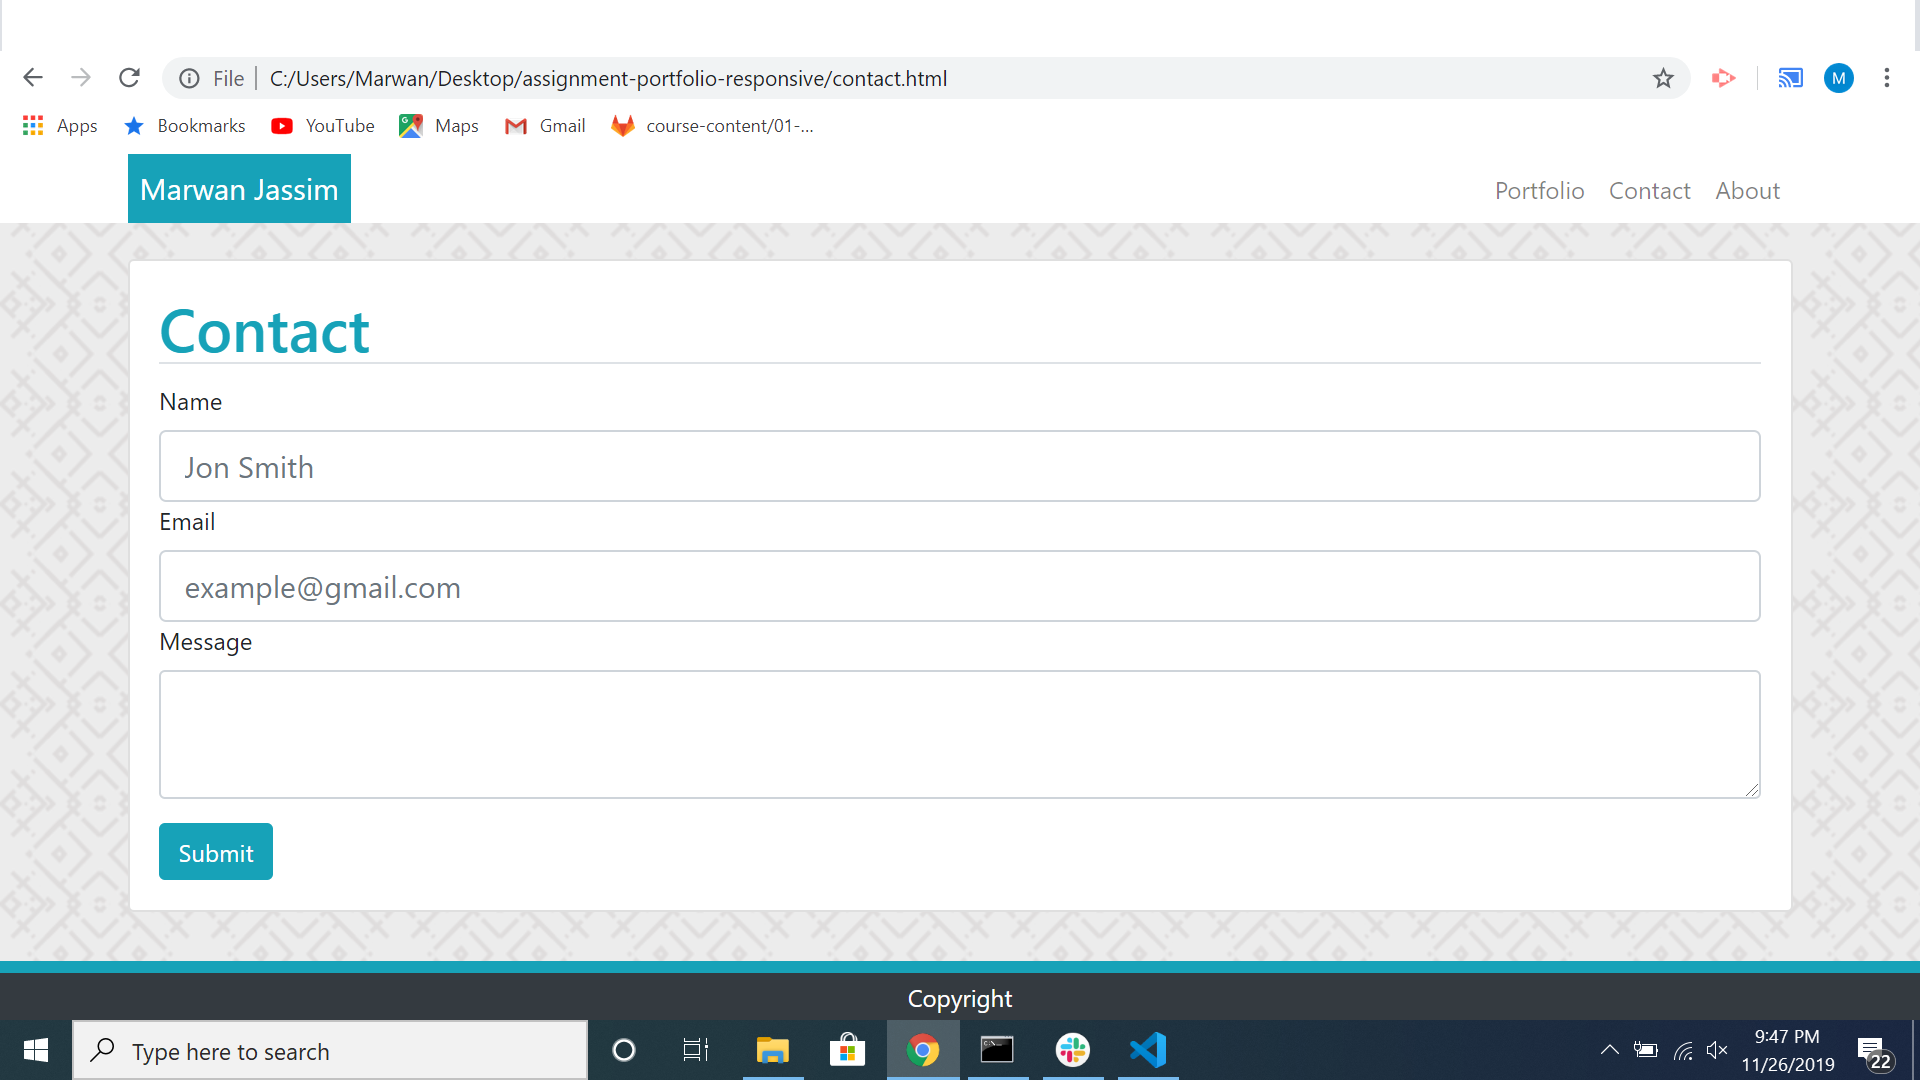 File C:/Users/Marwan/Desktop/assignment-portfolio-responsive/contact.html
M
Apps Bookmarks YouTube Maps Gmail course-content/01-...
Marwan Jassim
Portfolio Contact About
Contact
Name
Jon Smith
Email
example@gmail.com
Message
Submit
Copyright
Type here to search
9:47 PM
11/26/2019
22